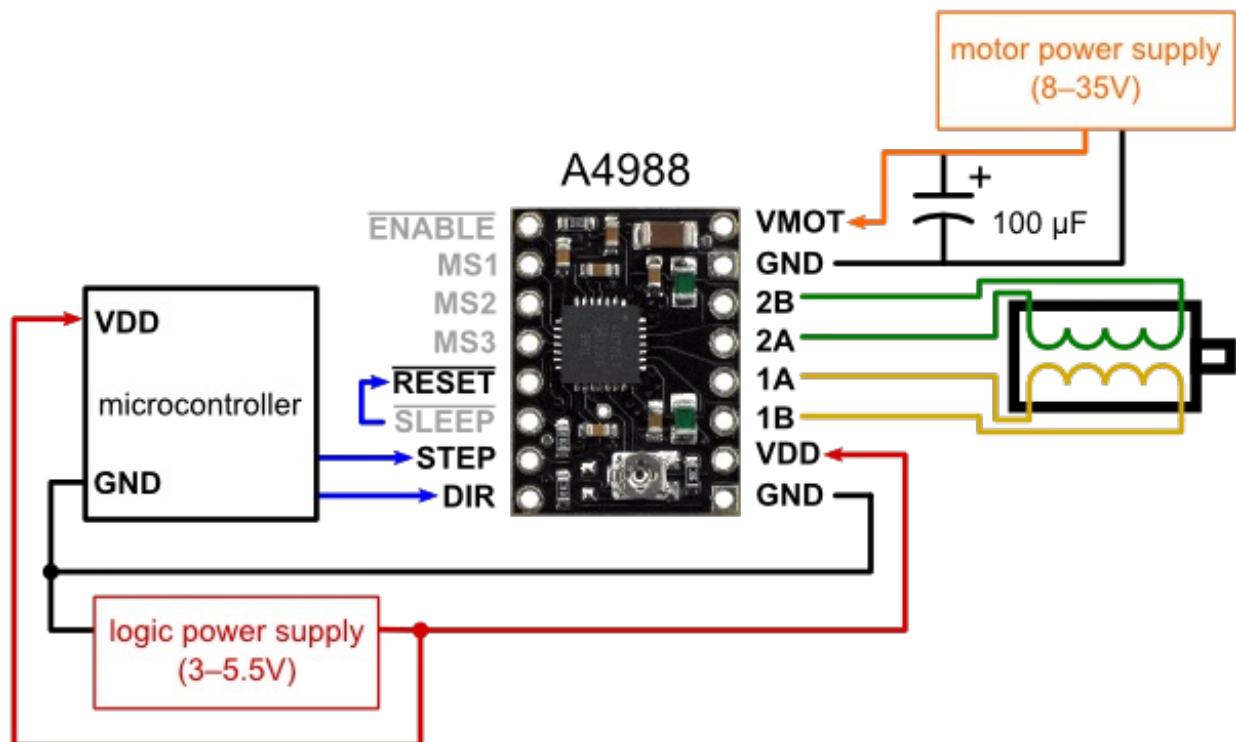 motor power supply
(8–35V)
A4988
ENABLE
MS1
MS2
MS3
RESET
SLEEP
STEP
DIR
VMOT
GND
2B
2A
1A
1B
VDD
GND
+
100 µF
VDD
microcontroller
GND
logic power supply
(3–5.5V)